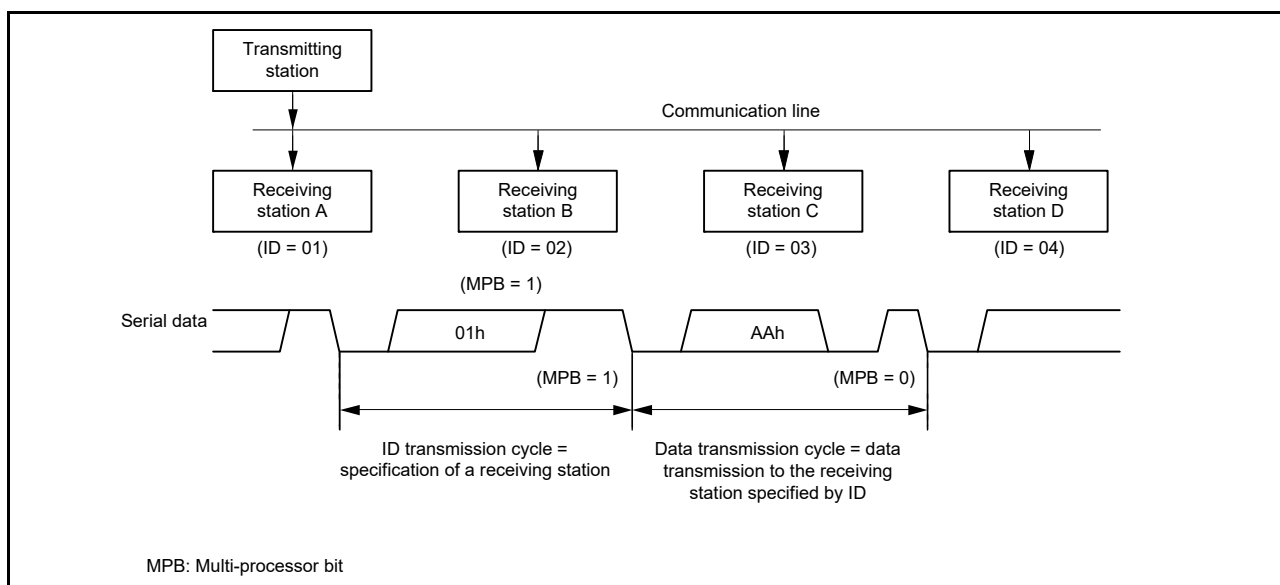 Transmitting
station
Communication line
Receiving
station A
Receiving
station B
Receiving
station C
Receiving
station D
(ID = 01)
(ID = 02)
(ID = 03)
(ID = 04)
(MPB = 1)
Serial data
01h
AAh
(MPB = 1)
(MPB = 0)
ID transmission cycle =
specification of a receiving station
Data transmission cycle = data
transmission to the receiving
station specified by ID
MPB: Multi-processor bit